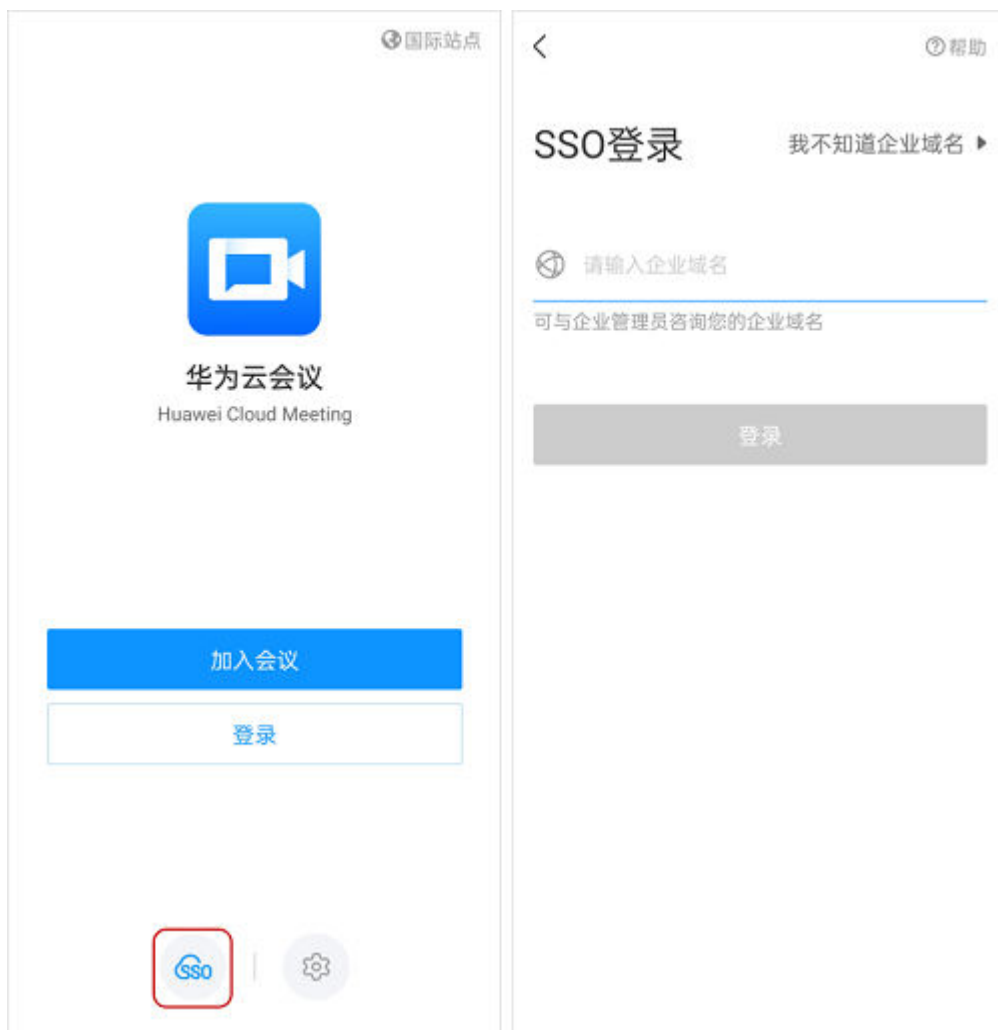 国际站点
华为云会议
Huawei Cloud Meeting
加入会议
登录
SSO
帮助
SSO登录
我不知道企业域名
请输入企业域名
可与企业管理员咨询您的企业域名
登录